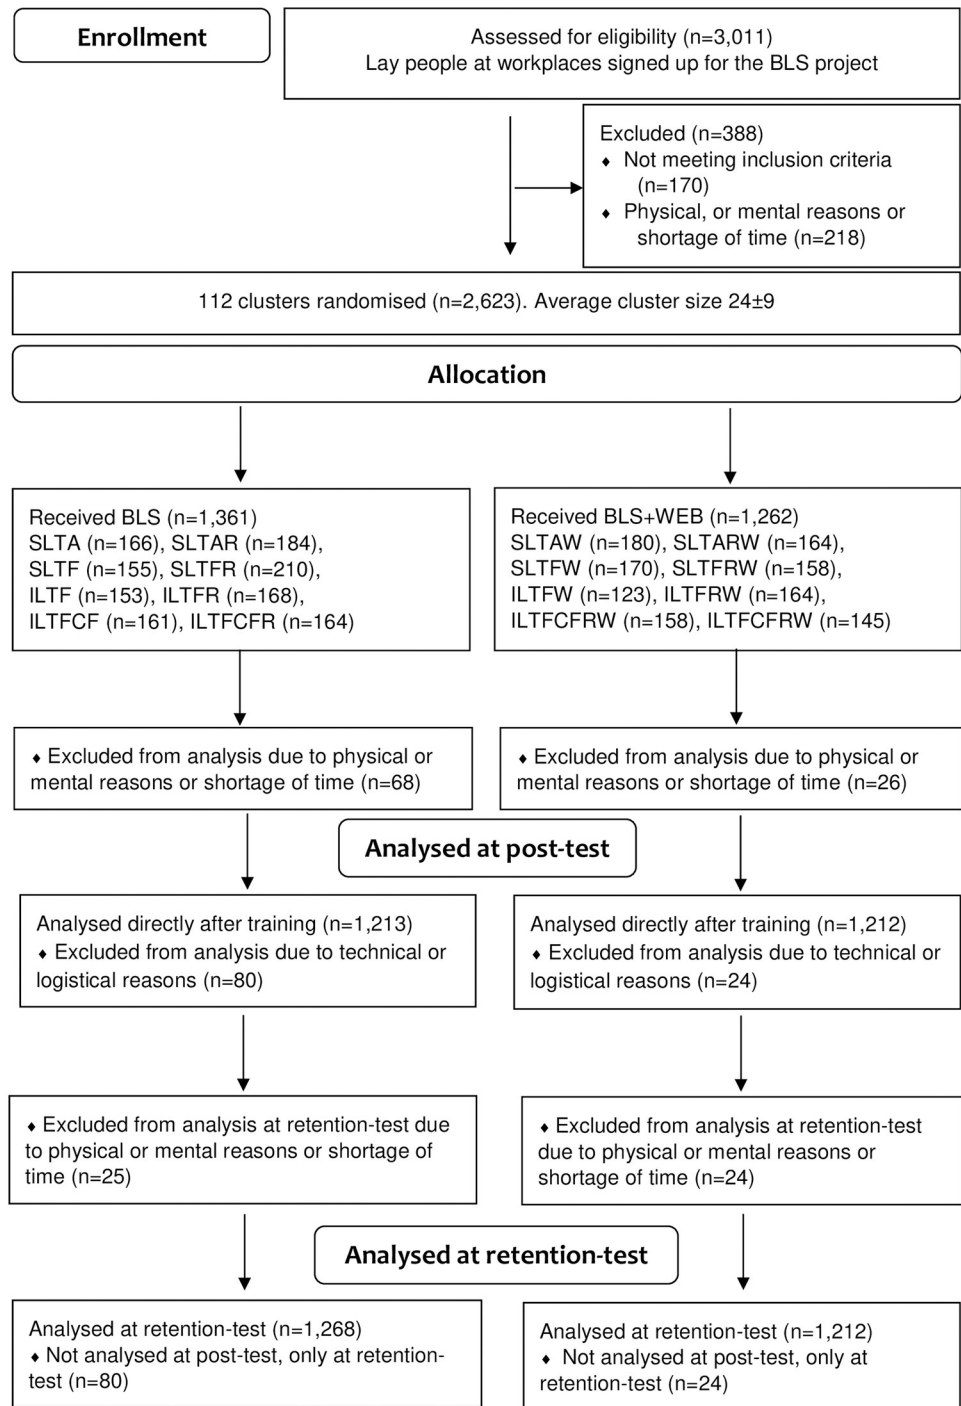 Enrollment
Assessed for eligibility (n=3,011)
Lay people at workplaces signed up for the BLS project
Excluded (n=388)
♦ Not meeting inclusion criteria
(n=170)
♦ Physical, or mental reasons or
shortage of time (n=218)
112 clusters randomised (n=2,623). Average cluster size 24±9
Allocation
Received BLS (n=1,361)
SLTA (n=166), SLTAR (n=184),
SLTF (n=155), SLTFR (n=210),
ILTF (n=153), ILTFR (n=168),
ILTFCF (n=161), ILTFCFR (n=164)
Received BLS+WEB (n=1,262)
SLTAW (n=180), SLTARW (n=164),
SLTFW (n=170), SLTFRW (n=158),
ILTFW (n=123), ILTFRW (n=164),
ILTFCFRW (n=158), ILTFCFRW (n=145)
♦ Excluded from analysis due to physical or
mental reasons or shortage of time (n=68)
♦ Excluded from analysis due to physical or
mental reasons or shortage of time (n=26)
Analysed at post-test
Analysed directly after training (n=1,213)
♦ Excluded from analysis due to technical or
logistical reasons (n=80)
Analysed directly after training (n=1,212)
♦ Excluded from analysis due to technical or
logistical reasons (n=24)
♦ Excluded from analysis at retention-test due
to physical or mental reasons or shortage of
time (n=25)
♦ Excluded from analysis at retention-test
due to physical or mental reasons or
shortage of time (n=24)
Analysed at retention-test
Analysed at retention-test (n=1,268)
♦ Not analysed at post-test, only at retention-
test (n=80)
Analysed at retention-test (n=1,212)
♦ Not analysed at post-test, only at
retention-test (n=24)